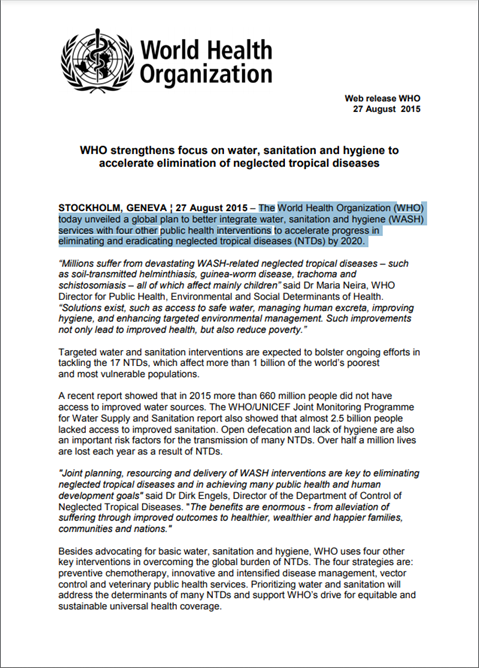 World Health
Organization
Web release WHO
27 August 2015
WHO strengthens focus on water, sanitation and hygiene to
accelerate elimination of neglected tropical diseases
STOCKHOLM, GENEVA ¦ 27 August 2015 – The World Health Organization (WHO)
today unveiled a global plan to better integrate water, sanitation and hygiene (WASH)
services with four other public health interventions to accelerate progress in
eliminating and eradicating neglected tropical diseases (NTDs) by 2020.
“Millions suffer from devastating WASH-related neglected tropical diseases – such
as soil-transmitted helminthiasis, guinea-worm disease, trachoma and
schistosomiasis – all of which affect mainly children” said Dr Maria Neira, WHO
Director for Public Health, Environmental and Social Determinants of Health.
“Solutions exist, such as access to safe water, managing human excreta, improving
hygiene, and enhancing targeted environmental management. Such improvements
not only lead to improved health, but also reduce poverty.”
Targeted water and sanitation interventions are expected to bolster ongoing efforts in
tackling the 17 NTDs, which affect more than 1 billion of the world’s poorest
and most vulnerable populations.
A recent report showed that in 2015 more than 660 million people did not have
access to improved water sources. The WHO/UNICEF Joint Monitoring Programme
for Water Supply and Sanitation report also showed that almost 2.5 billion people
lacked access to improved sanitation. Open defecation and lack of hygiene are also
an important risk factors for the transmission of many NTDs. Over half a million lives
are lost each year as a result of NTDs.
"Joint planning, resourcing and delivery of WASH interventions are key to eliminating
neglected tropical diseases and in achieving many public health and human
development goals" said Dr Dirk Engels, Director of the Department of Control of
Neglected Tropical Diseases. "The benefits are enormous - from alleviation of
suffering through improved outcomes to healthier, wealthier and happier families,
communities and nations."
Besides advocating for basic water, sanitation and hygiene, WHO uses four other
key interventions in overcoming the global burden of NTDs. The four strategies are:
preventive chemotherapy, innovative and intensified disease management, vector
control and veterinary public health services. Prioritizing water and sanitation will
address the determinants of many NTDs and support WHO’s drive for equitable and
sustainable universal health coverage.